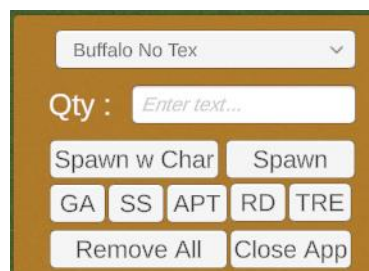 Buffalo No Tex
Qty : Enter text...
Spawn w Char Spawn
GA SS APT RD TRE
Remove All Close App